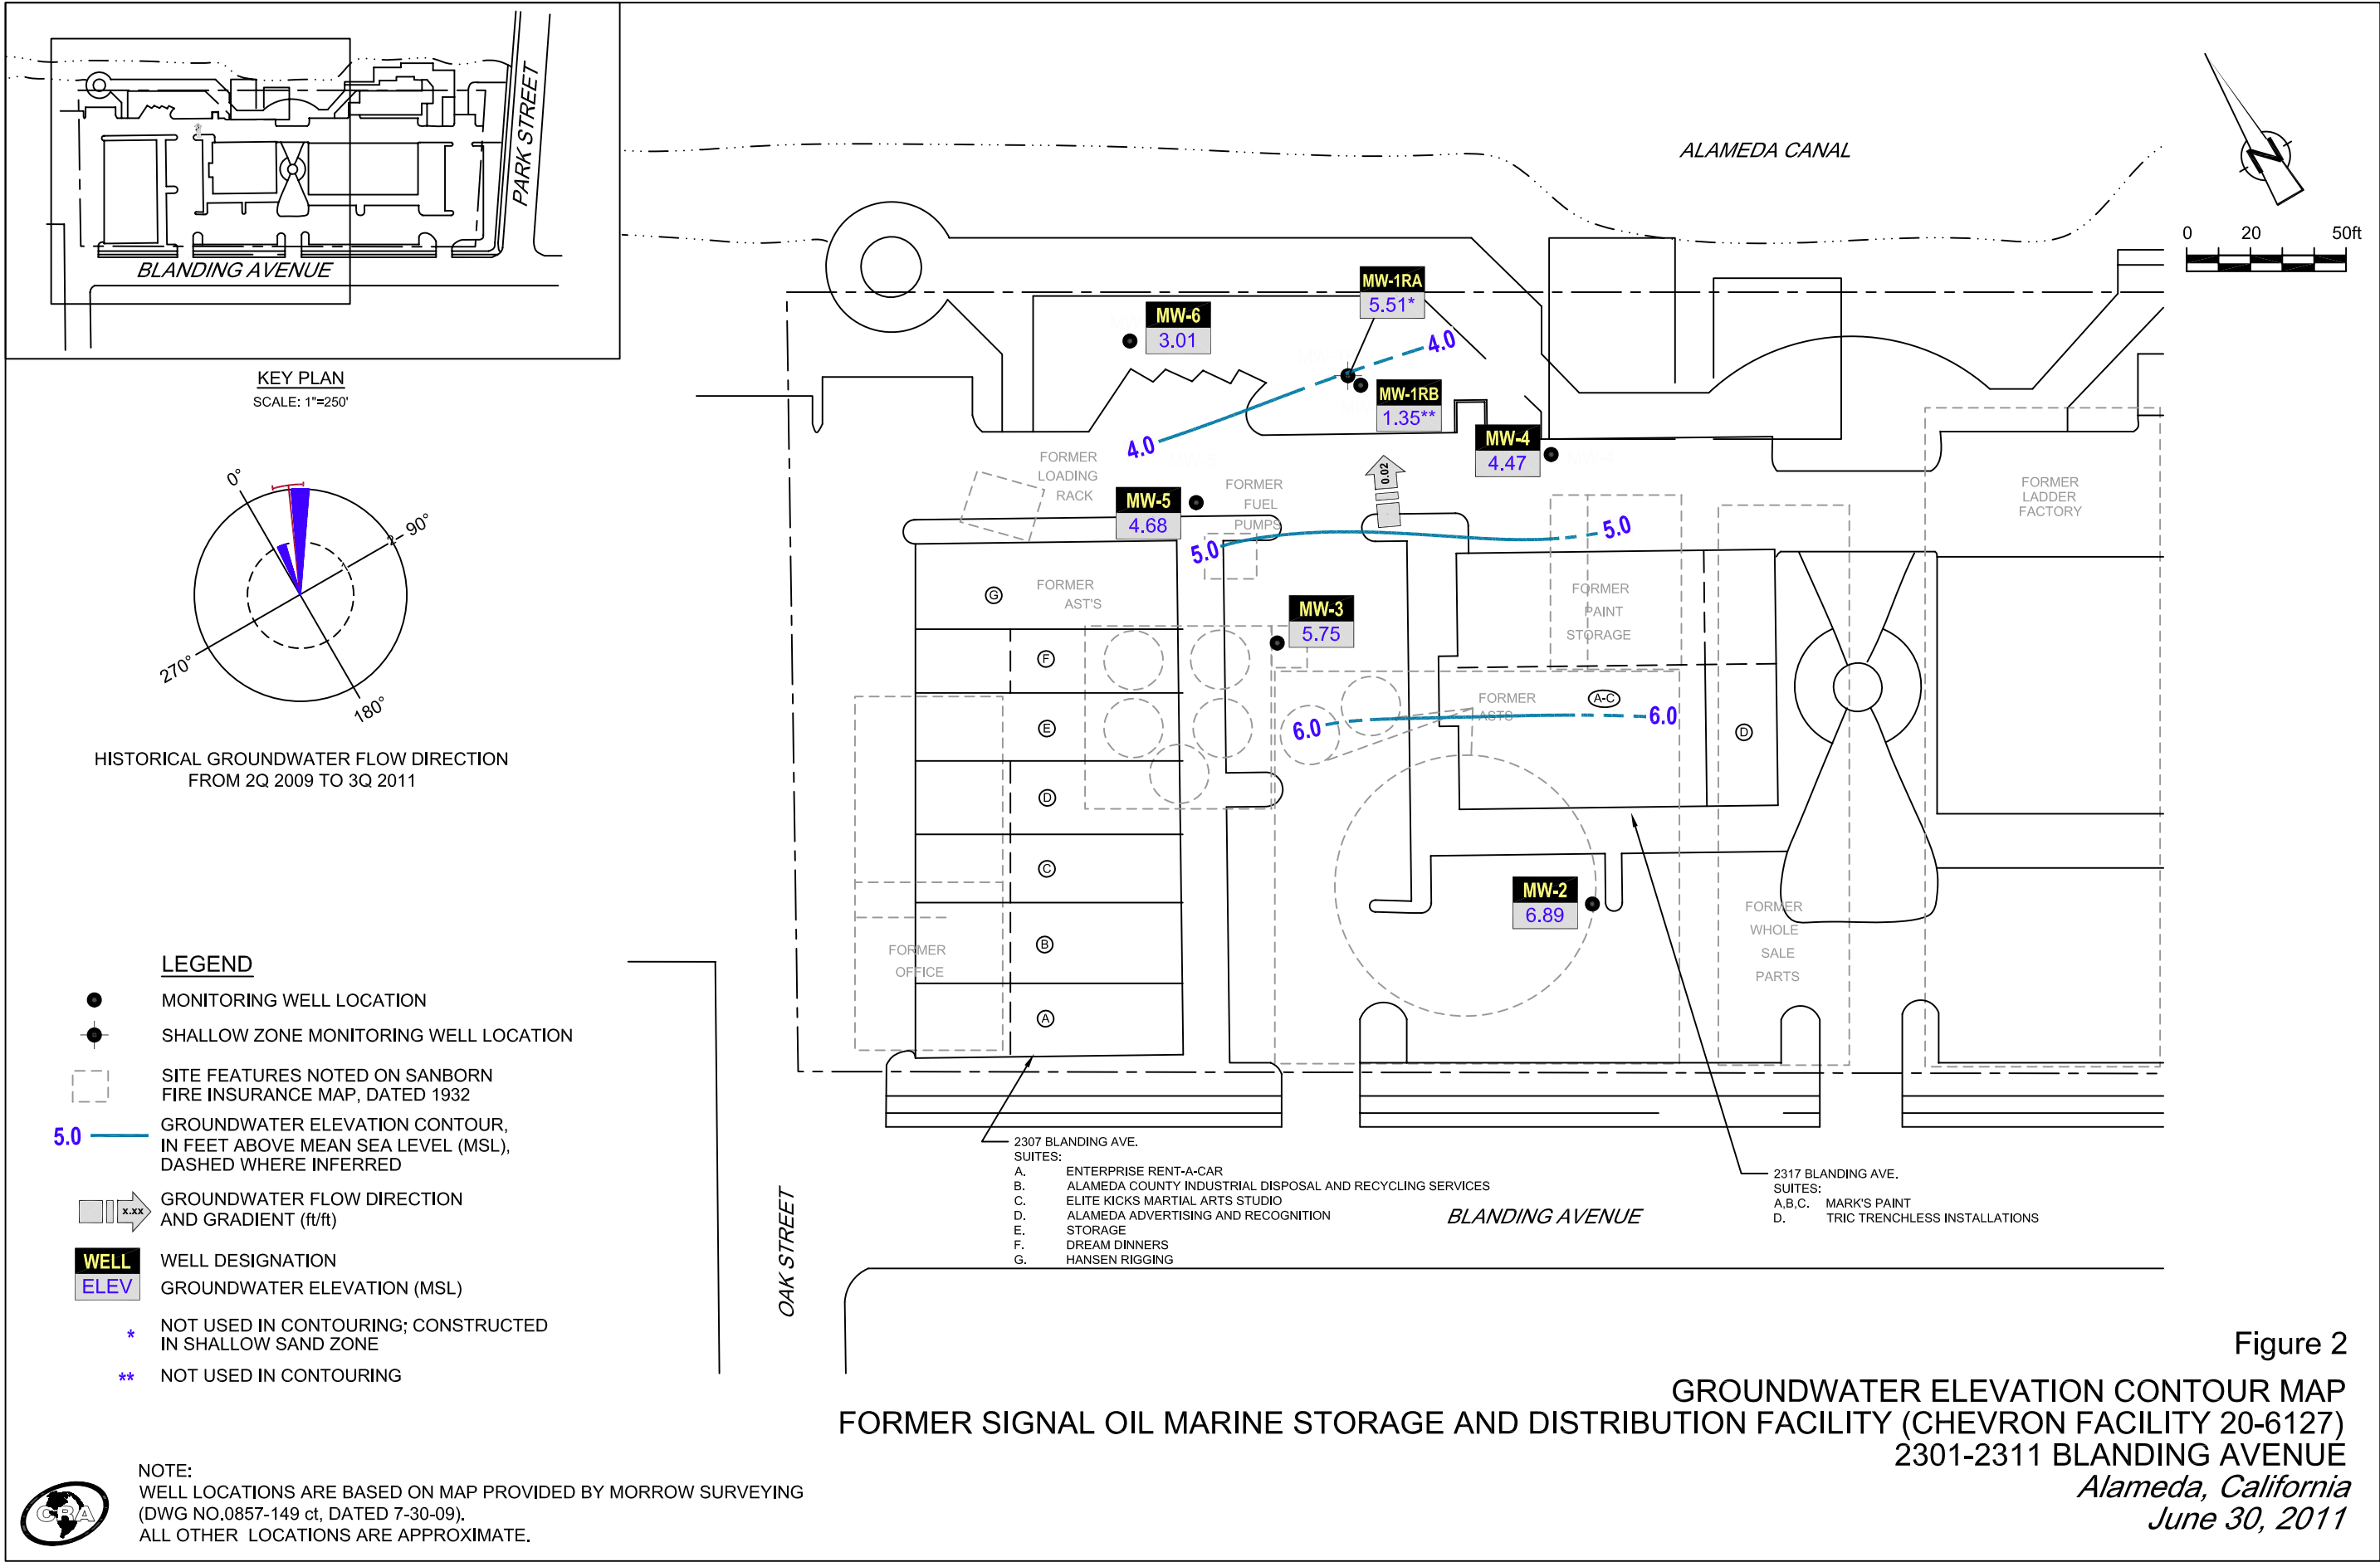 PARK STREET
BLANDING AVENUE
KEY PLAN
SCALE: 1"=250'
0°
90°
270°
180°
HISTORICAL GROUNDWATER FLOW DIRECTION
FROM 2Q 2009 TO 3Q 2011
LEGEND
MONITORING WELL LOCATION
SHALLOW ZONE MONITORING WELL LOCATION
SITE FEATURES NOTED ON SANBORN
FIRE INSURANCE MAP, DATED 1932
5.0
GROUNDWATER ELEVATION CONTOUR,
IN FEET ABOVE MEAN SEA LEVEL (MSL),
DASHED WHERE INFERRED
x.xx
GROUNDWATER FLOW DIRECTION
AND GRADIENT (ft/ft)
WELL
WELL DESIGNATION
ELEV
GROUNDWATER ELEVATION (MSL)
*
NOT USED IN CONTOURING; CONSTRUCTED
IN SHALLOW SAND ZONE
**
NOT USED IN CONTOURING
NOTE:
WELL LOCATIONS ARE BASED ON MAP PROVIDED BY MORROW SURVEYING
(DWG NO.0857-149 ct, DATED 7-30-09).
ALL OTHER LOCATIONS ARE APPROXIMATE.
CRA
ALAMEDA CANAL
N
0 20 50ft
MW-1RA
5.51*
MW-6
3.01
4.0
MW-1RB
1.35**
4.0
MW-4
4.47
0.02
FORMER
LOADING
RACK
FORMER
FUEL
PUMPS
MW-5
4.68
5.0
5.0
FORMER
LADDER
FACTORY
FORMER
AST'S
FORMER
PAINT
STORAGE
MW-3
5.75
FORMER
ASTS
6.0
6.0
A-C
D
G
F
E
D
C
B
A
MW-2
6.89
FORMER
OFFICE
FORMER
WHOLE
SALE
PARTS
2307 BLANDING AVE.
SUITES:
A. ENTERPRISE RENT-A-CAR
B. ALAMEDA COUNTY INDUSTRIAL DISPOSAL AND RECYCLING SERVICES
C. ELITE KICKS MARTIAL ARTS STUDIO
D. ALAMEDA ADVERTISING AND RECOGNITION
E. STORAGE
F. DREAM DINNERS
G. HANSEN RIGGING
2317 BLANDING AVE.
SUITES:
A,B,C. MARK'S PAINT
D. TRIC TRENCHLESS INSTALLATIONS
BLANDING AVENUE
OAK STREET
Figure 2
GROUNDWATER ELEVATION CONTOUR MAP
FORMER SIGNAL OIL MARINE STORAGE AND DISTRIBUTION FACILITY (CHEVRON FACILITY 20-6127)
2301-2311 BLANDING AVENUE
Alameda, California
June 30, 2011